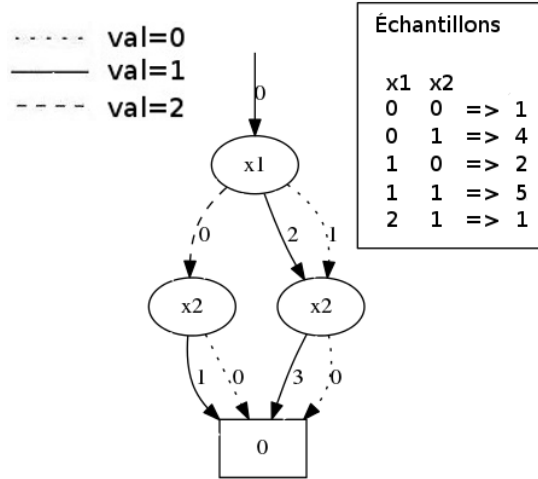 val=0
val=1
val=2
Échantillons
x1 x2
0 0 => 1
0 1 => 4
1 0 => 2
1 1 => 5
2 1 => 1
0
x1
0 2 1
x2 x2
1 0 3 0
0